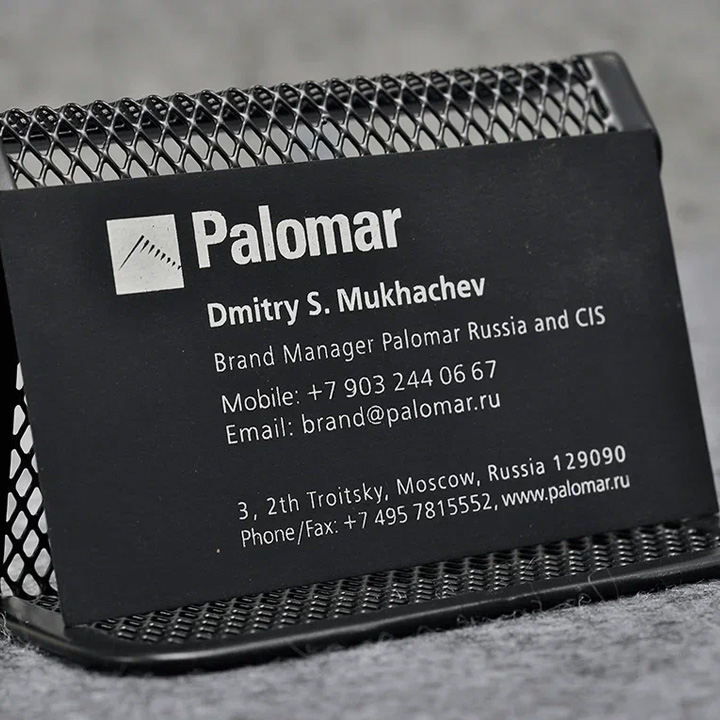 Palomar
Dmitry S. Mukhachev
Brand Manager Palomar Russia and CIS
Mobile: +7 903 244 06 67
Email: brand@palomar.ru
3, 2th Troitsky, Moscow, Russia 129090
Phone/Fax: +7 495 7815552, www.palomar.ru